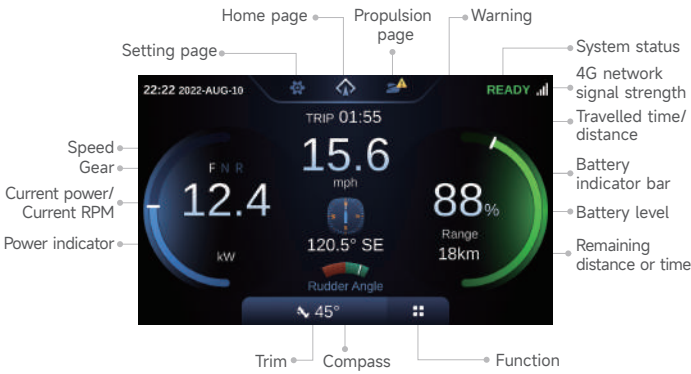 Home page
Propulsion
page
Warning
Setting page
System status
22:22 2022-AUG-10
READY
4G network
signal strength
TRIP 01:55
Travelled time/
distance
Speed
15.6
mph
Gear
F N R
Battery
indicator bar
Current power/
Current RPM
12.4
kW
88%
Battery level
Range
18km
Power indicator
120.5° SE
Remaining
distance or time
Rudder Angle
45°
Trim
Compass
Function